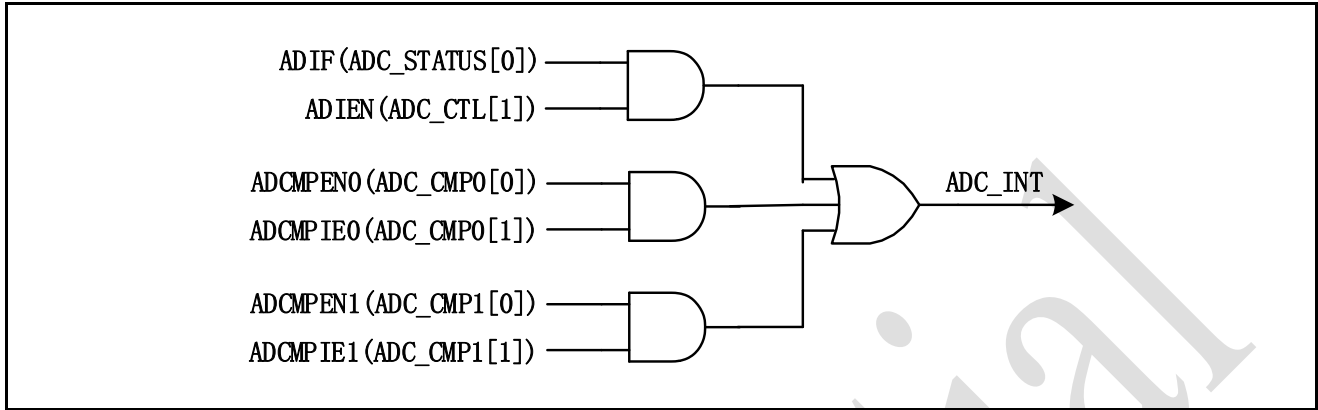 ADIF(ADC_STATUS[0])
ADIEN(ADC_CTL[1])
ADCMPEN0(ADC_CMP0[0])
ADC_INT
ADCMPIE0(ADC_CMP0[1])
ADCMPEN1(ADC_CMP1[0])
ADCMPIE1(ADC_CMP1[1])
ial